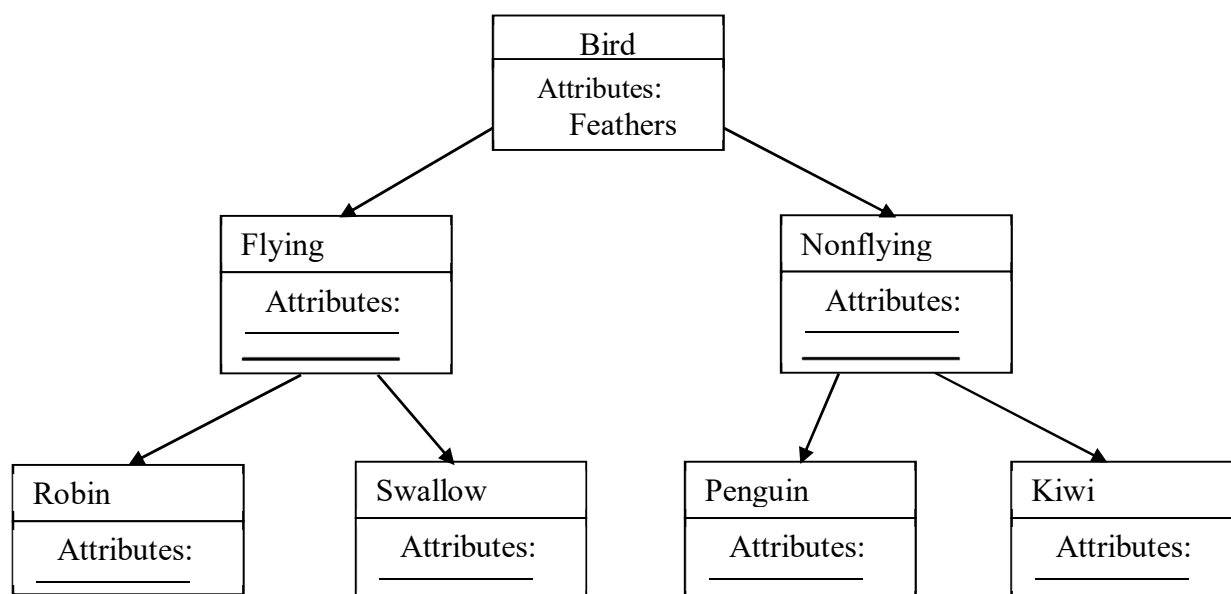 Bird
Attributes:
Feathers
Flying
Attributes:
Nonflying
Attributes:
Robin
Attributes:
Swallow
Attributes:
Penguin
Attributes:
Kiwi
Attributes: